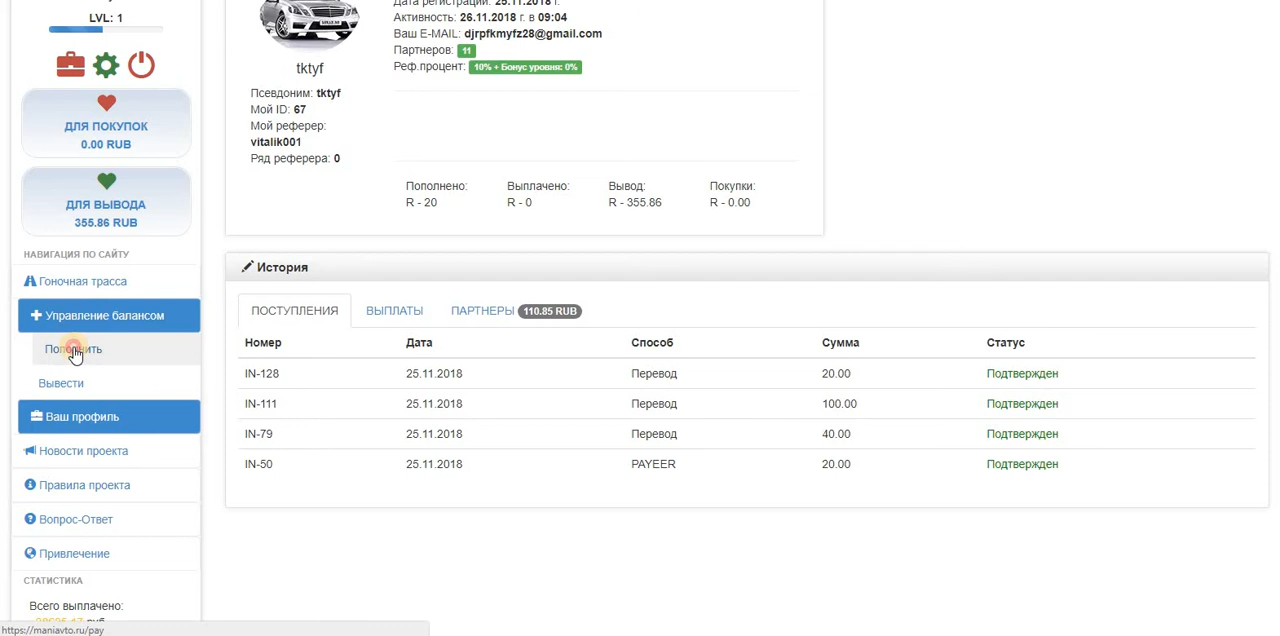 LVL: 1
ДЛЯ ПОКУПОК
0.00 RUB
ДЛЯ ВЫВОДА
355.86 RUB
НАВИГАЦИЯ ПО САЙТУ
Гоночная трасса
Управление балансом
Пополнить
Вывести
Ваш профиль
Новости проекта
Правила проекта
Вопрос-Ответ
Привлечение
СТАТИСТИКА
Всего выплачено:
https://maniavto.ru/pay
tktyf
Псевдоним: tktyf
Мой ID: 67
Мой реферер:
vitalik001
Ряд реферера: 0
Дата регистрации: 25.11.2018 г.
Активность: 26.11.2018 г. в 09:04
Ваш E-MAIL: djrpfkmyfz28@gmail.com
Партнеров: 11
Реф.процент: 10% + Бонус уровня: 0%
Пополнено: Выплачено: Вывод: Покупки:
R - 20 R - 0 R - 355.86 R - 0.00
История
ПОСТУПЛЕНИЯ ВЫПЛАТЫ ПАРТНЕРЫ 110.85 RUB
Номер Дата Способ Сумма Статус
IN-128 25.11.2018 Перевод 20.00 Подтвержден
IN-111 25.11.2018 Перевод 100.00 Подтвержден
IN-79 25.11.2018 Перевод 40.00 Подтвержден
IN-50 25.11.2018 PAYEER 20.00 Подтвержден